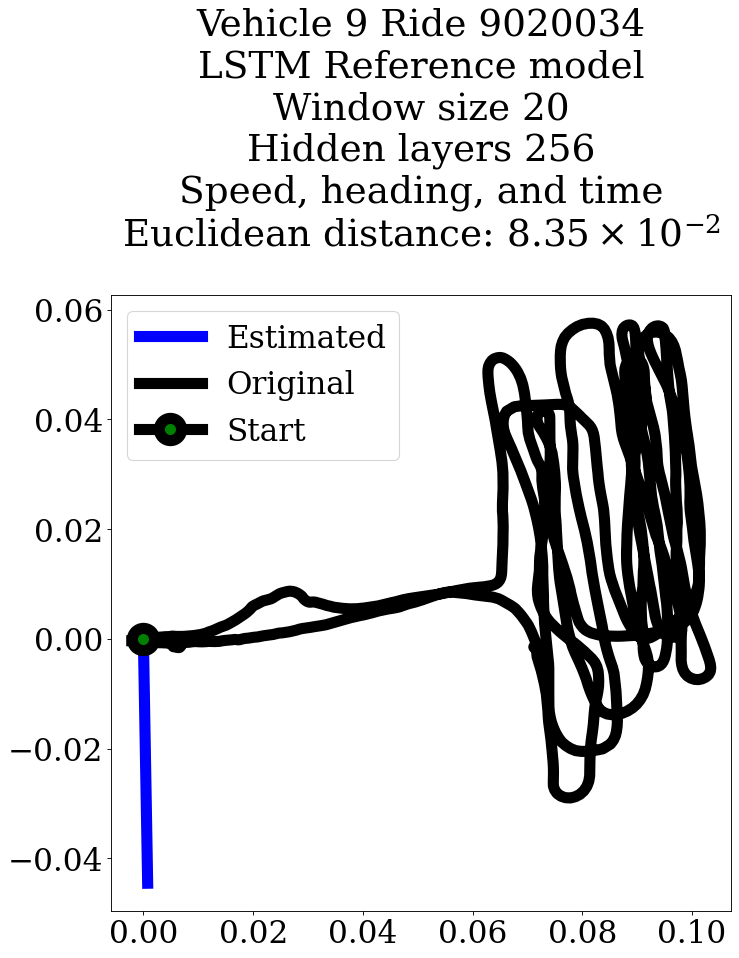 Vehicle 9 Ride 9020034
LSTM Reference model
Window size 20
Hidden layers 256
Speed, heading, and time
Euclidean distance: 8.35 × 10⁻²
Estimated
Original
Start
0.06
0.04
0.02
0.00
−0.02
−0.04
0.00 0.02 0.04 0.06 0.08 0.10